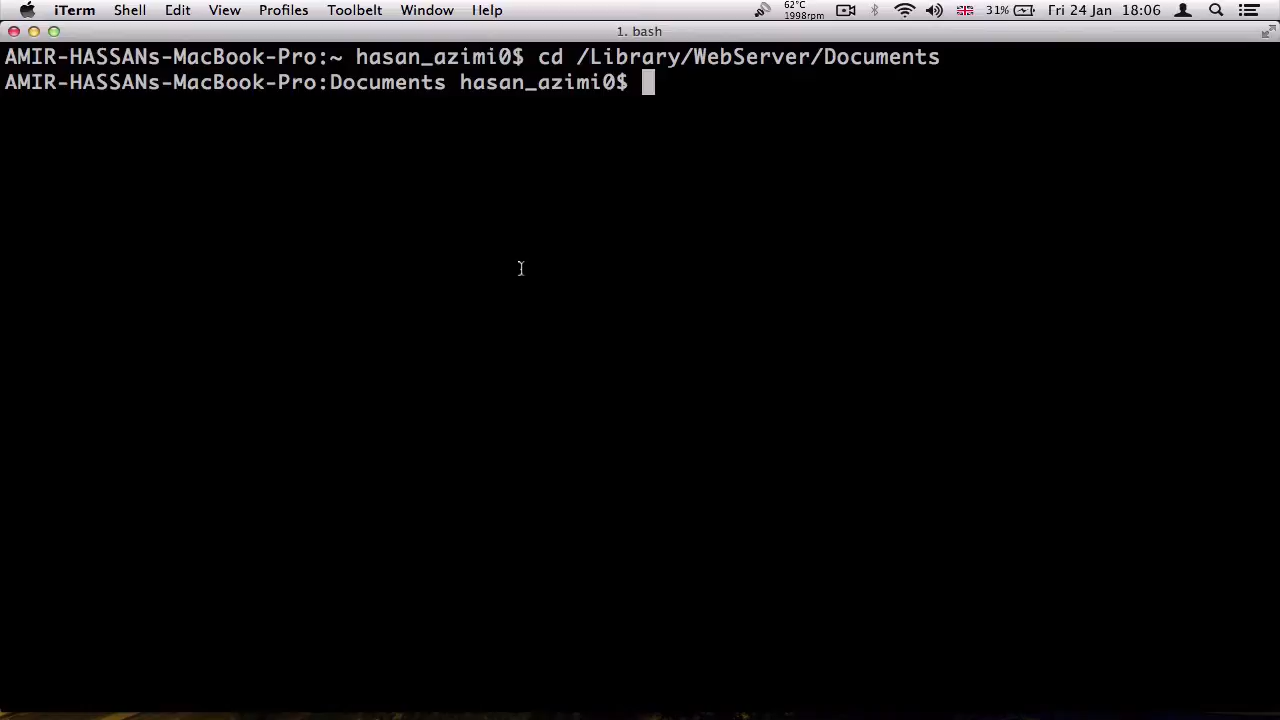 iTerm Shell Edit View Profiles Toolbelt Window Help 62°C 1998rpm 31% Fri 24 Jan 18:06
1. bash
AMIR-HASSANs-MacBook-Pro:~ hasan_azimi0$ cd /Library/WebServer/Documents
AMIR-HASSANs-MacBook-Pro:Documents hasan_azimi0$